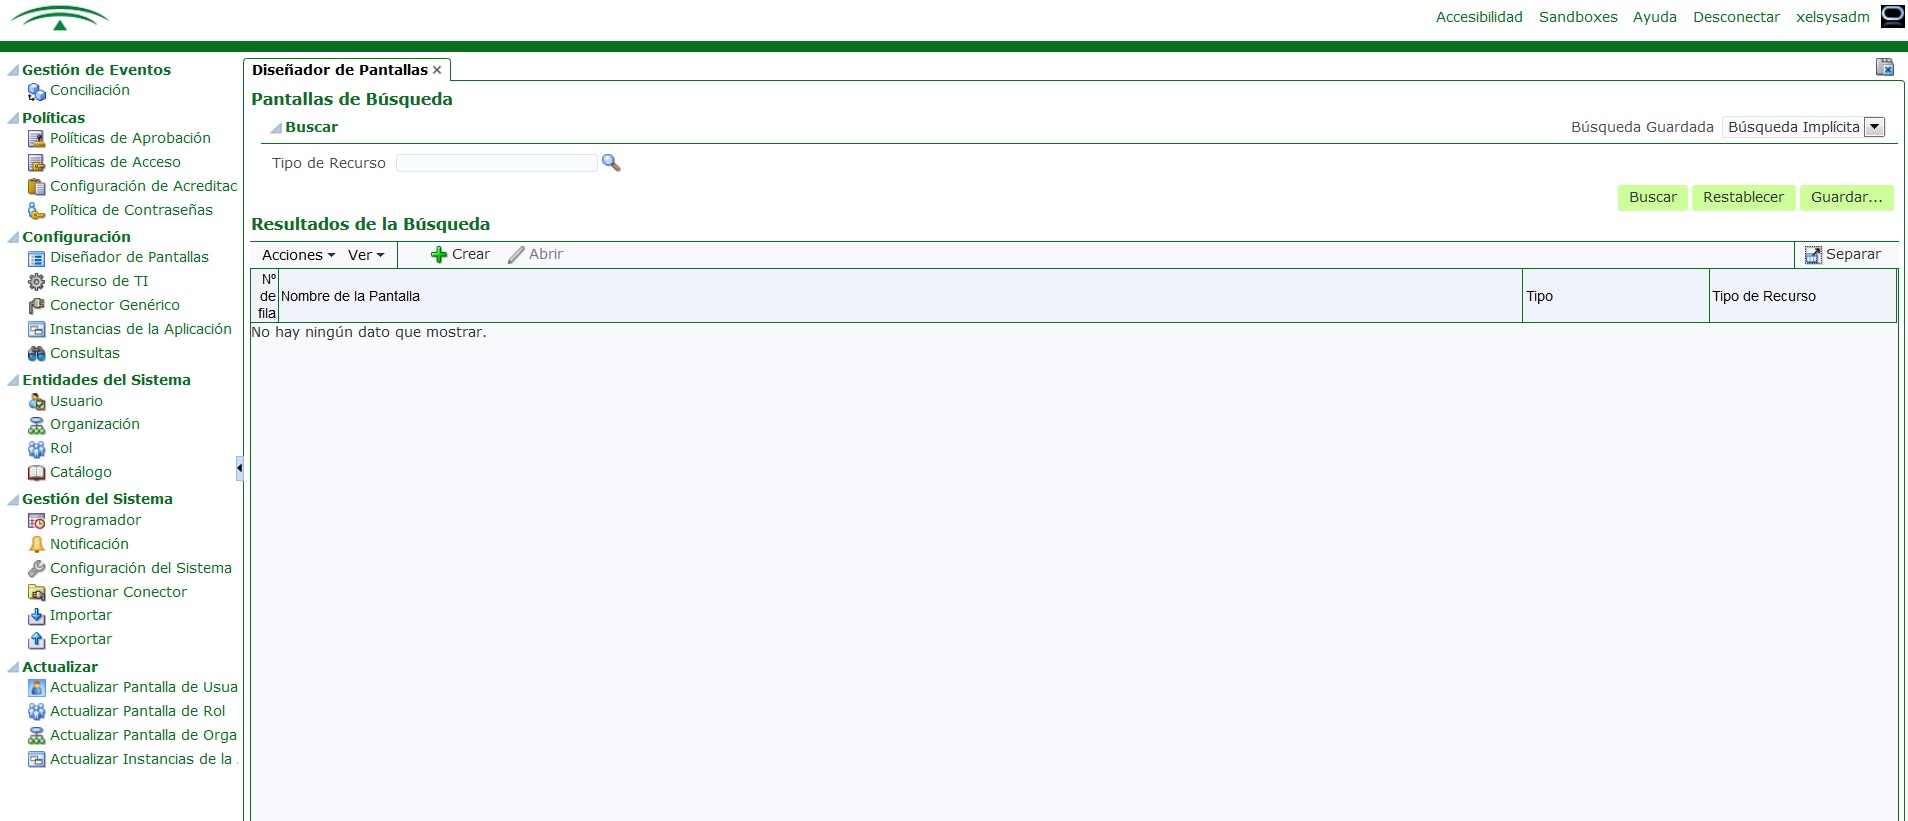 Accesibilidad Sandboxes Ayuda Desconectar xelsysadm
Gestión de Eventos
Conciliación
Políticas
Políticas de Aprobación
Políticas de Acceso
Configuración de Acreditac
Política de Contraseñas
Configuración
Diseñador de Pantallas
Recurso de TI
Conector Genérico
Instancias de la Aplicación
Consultas
Entidades del Sistema
Usuario
Organización
Rol
Catálogo
Gestión del Sistema
Programador
Notificación
Configuración del Sistema
Gestionar Conector
Importar
Exportar
Actualizar
Actualizar Pantalla de Usua
Actualizar Pantalla de Rol
Actualizar Pantalla de Orga
Actualizar Instancias de la
Diseñador de Pantallas
Pantallas de Búsqueda
Buscar
Búsqueda Guardada Búsqueda Implícita
Tipo de Recurso
Buscar Restablecer Guardar...
Resultados de la Búsqueda
Acciones Ver Crear Abrir Separar
Nº de fila Nombre de la Pantalla Tipo Tipo de Recurso
No hay ningún dato que mostrar.